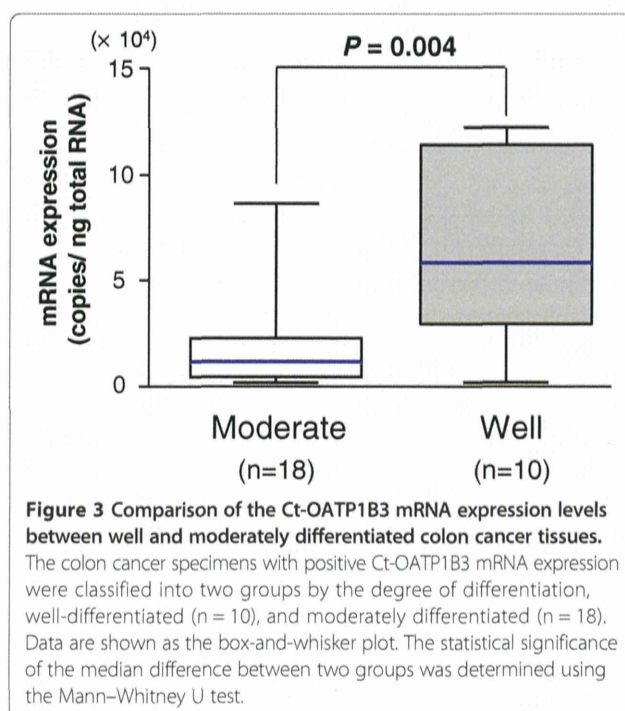 (× 10⁴)
P = 0.004
15
10
5
0
mRNA expression
(copies/ ng total RNA)
Moderate
Well
(n=18)
(n=10)
Figure 3 Comparison of the Ct-OATP1B3 mRNA expression levels
between well and moderately differentiated colon cancer tissues.
The colon cancer specimens with positive Ct-OATP1B3 mRNA expression
were classified into two groups by the degree of differentiation,
well-differentiated (n = 10), and moderately differentiated (n = 18).
Data are shown as the box-and-whisker plot. The statistical significance
of the median difference between two groups was determined using
the Mann–Whitney U test.